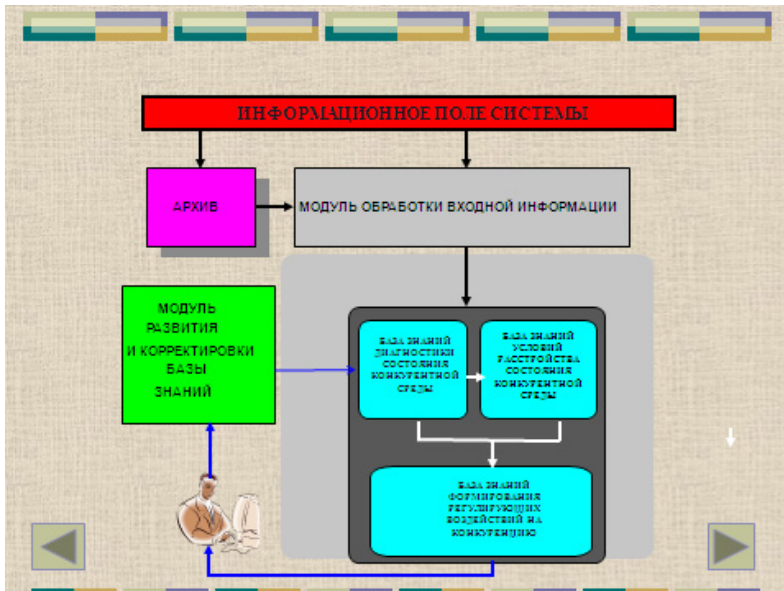 ИНФОРМАЦИОННОЕ ПОЛЕ СИСТЕМЫ
АРХИВ
МОДУЛЬ ОБРАБОТКИ ВХОДНОЙ ИНФОРМАЦИИ
МОДУЛЬ
РАЗВИТИЯ
И КОРРЕКТИРОВКИ
БАЗЫ
ЗНАНИЙ
БАЗА ЗНАНИЙ
ДИАГНОСТИКИ
СОСТОЯНИЯ
КОНКУРЕНТНОЙ
СРЕДЫ
БАЗА ЗНАНИЙ
УСЛОВИЙ
РАССТРОЙСТВА
СОСТОЯНИЯ
КОНКУРЕНТНОЙ
СРЕДЫ
БАЗА ЗНАНИЙ
ФОРМИРОВАНИЯ
РЕГУЛИРУЮЩИХ
ВОЗДЕЙСТВИЙ НА
КОНКУРЕНЦИЮ